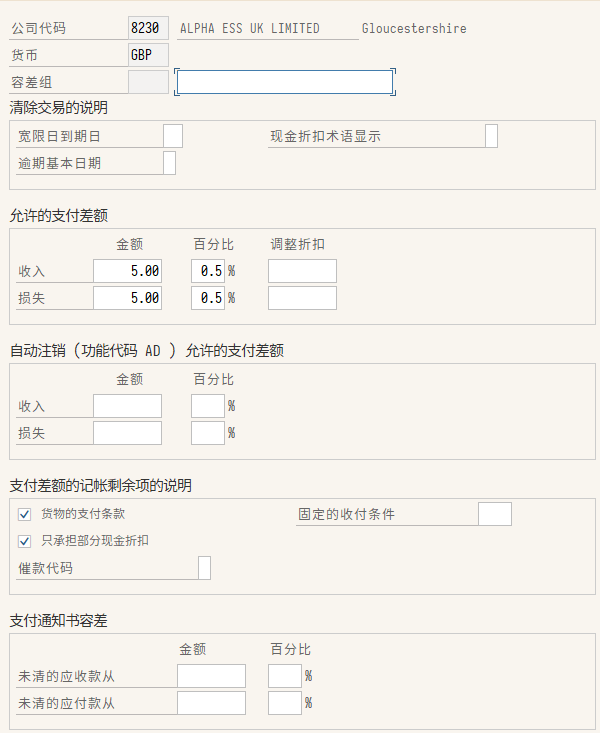 公司代码 8230 ALPHA ESS UK LIMITED Gloucestershire
货币 GBP
容差组
清除交易的说明
宽限日到期日 现金折扣术语显示
逾期基本日期
允许的支付差额
金额 百分比 调整折扣
收入 5.00 0.5 %
损失 5.00 0.5 %
自动注销 (功能代码 AD ) 允许的支付差额
金额 百分比
收入 %
损失 %
支付差额的记帐剩余项的说明
货物的支付条款 固定的收付条件
只承担部分现金折扣
催款代码
支付通知书容差
金额 百分比
未清的应收款从 %
未清的应付款从 %